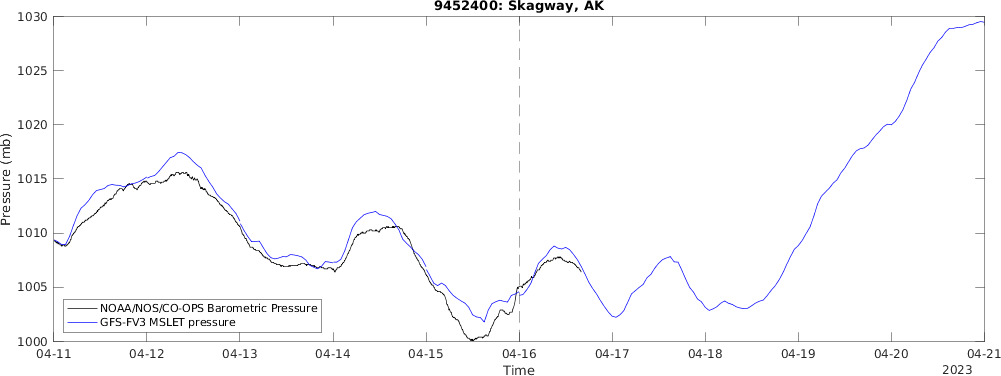 9452400: Skagway, AK
Pressure (mb)
1030
1025
1020
1015
1010
1005
1000
NOAA/NOS/CO-OPS Barometric Pressure
GFS-FV3 MSLET pressure
04-11 04-12 04-13 04-14 04-15 04-16 04-17 04-18 04-19 04-20 04-21
Time
2023